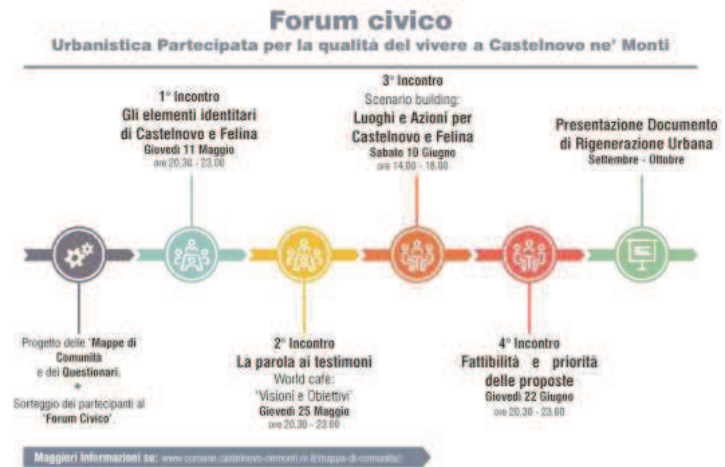 Forum civico
Urbanistica Partecipata per la qualità del vivere a Castelnovo ne' Monti
1° Incontro
Gli elementi identitari
di Castelnovo e Felina
Giovedì 11 Maggio
ore 20,30 - 23,00
3° Incontro
Scenario building:
Luoghi e Azioni per
Castelnovo e Felina
Sabato 10 Giugno
ore 14,00 - 18,00
Presentazione Documento
di Rigenerazione Urbana
Settembre - Ottobre
Progetto delle 'Mappe di
Comunità
e dei Questionari.
+
Sorteggio dei partecipanti al
'Forum Civico'.
2° Incontro
La parola ai testimoni
World cafè:
'Visioni e Obiettivi'
Giovedì 25 Maggio
ore 20,30 - 23,00
4° Incontro
Fattibilità e priorità
delle proposte
Giovedì 22 Giugno
ore 20,30 - 23,00
Maggiori Informazioni su: